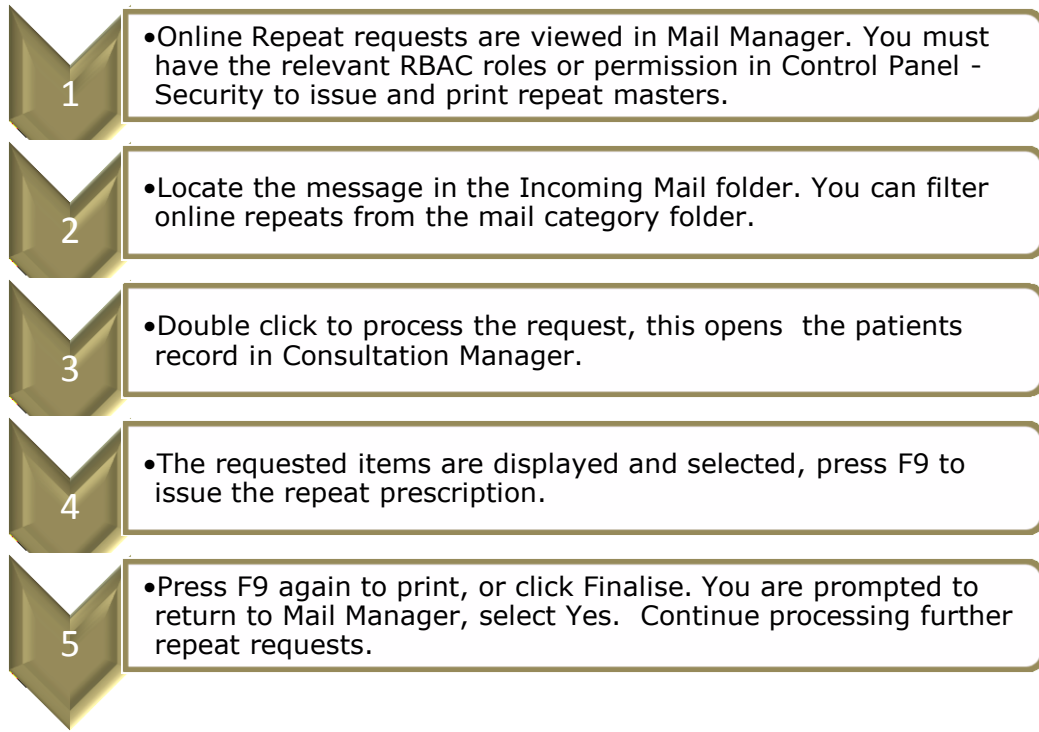 1
•Online Repeat requests are viewed in Mail Manager. You must
have the relevant RBAC roles or permission in Control Panel -
Security to issue and print repeat masters.
2
•Locate the message in the Incoming Mail folder. You can filter
online repeats from the mail category folder.
3
•Double click to process the request, this opens  the patients
record in Consultation Manager.
4
•The requested items are displayed and selected, press F9 to
issue the repeat prescription.
5
•Press F9 again to print, or click Finalise. You are prompted to
return to Mail Manager, select Yes.  Continue processing further
repeat requests.